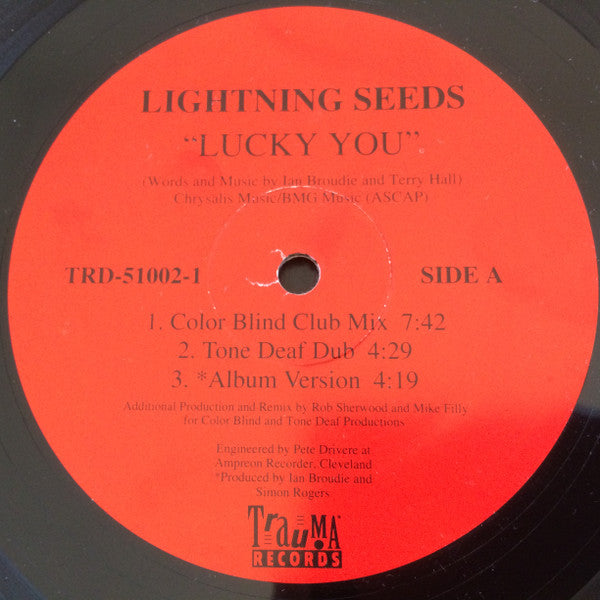 LIGHTNING SEEDS
“LUCKY YOU”
(Words and Music by Ian Broudie and Terry Hall)
Chrysalis Music/BMG Music (ASCAP)
TRD-51002-1 SIDE A
1. Color Blind Club Mix 7:42
2. Tone Deaf Dub 4:29
3. *Album Version 4:19
Additional Production and Remix by Rob Sherwood and Mike Filly
for Color Blind and Tone Deaf Productions
Engineered by Pete Drivere at
Ampreon Recorder, Cleveland
*Produced by Ian Broudie and
Simon Rogers
TrauMA
RECORDS